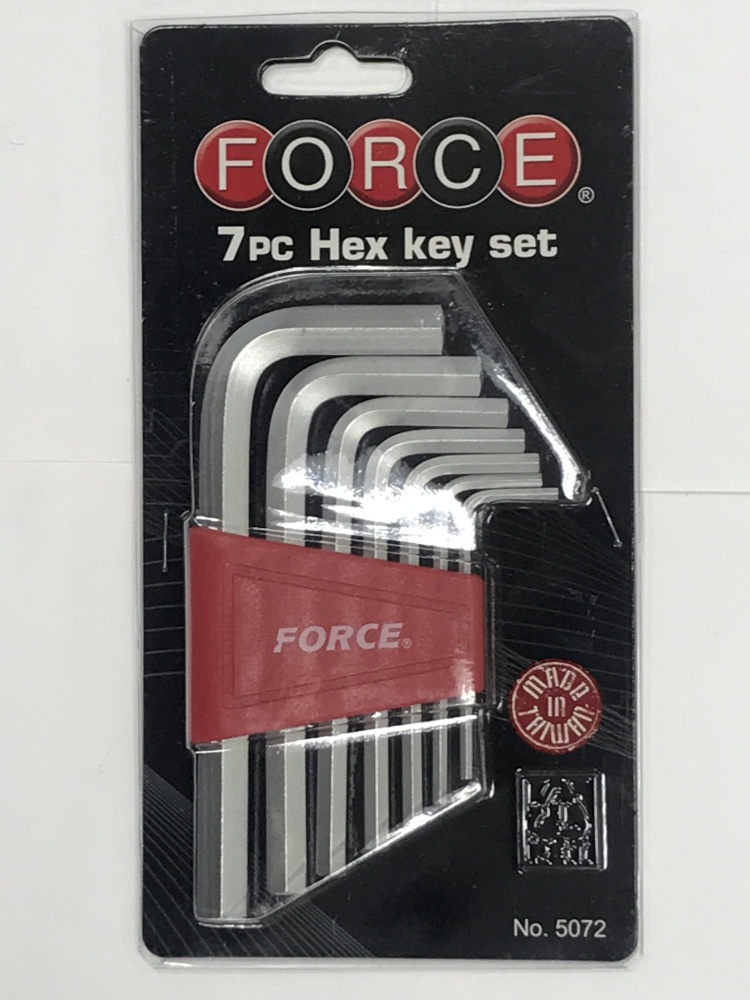 FORCE®
7PC Hex key set
FORCE®
MADE
IN
TAIWAN
No. 5072